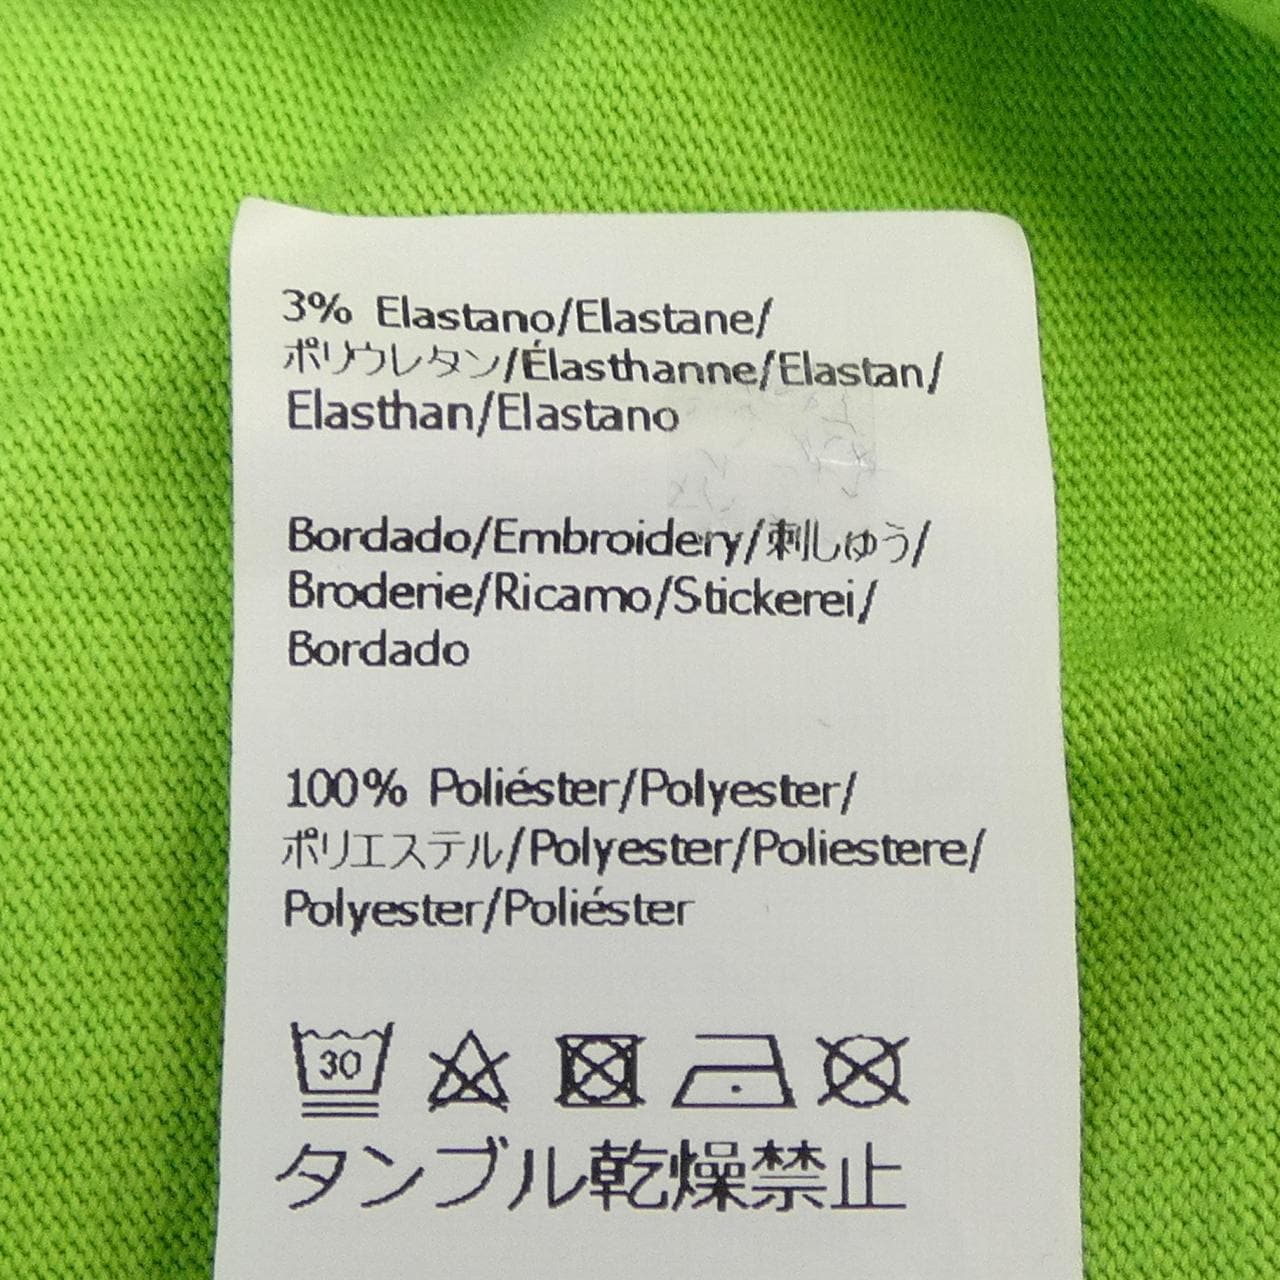 3% Elastano/Elastane/
ポリウレタン/Élasthanne/Elastan/
Elasthan/Elastano
Bordado/Embroidery/刺しゅう/
Broderie/Ricamo/Stickerei/
Bordado
100% Poliéster/Polyester/
ポリエステル/Polyester/Poliestere/
Polyester/Poliéster
30
タンブル乾燥禁止